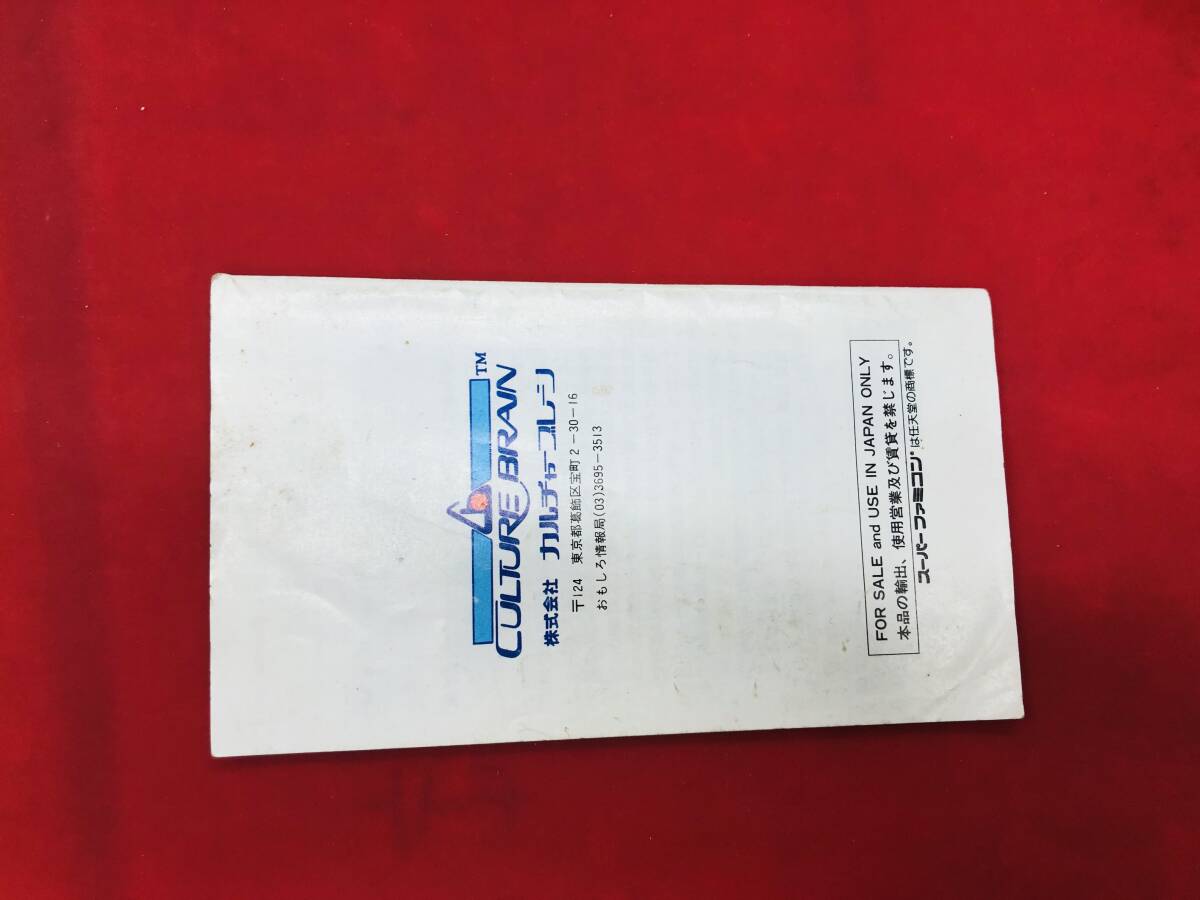 CULTURE BRAIN™
株式会社 カルチャーブレーン
〒124 東京都葛飾区宝町2-30-16
おもしろ情報局(03)3695-3513
FOR SALE and USE IN JAPAN ONLY
本品の輸出、使用営業及び賃貸を禁じます。
スーパーファミコン®は任天堂の商標です。